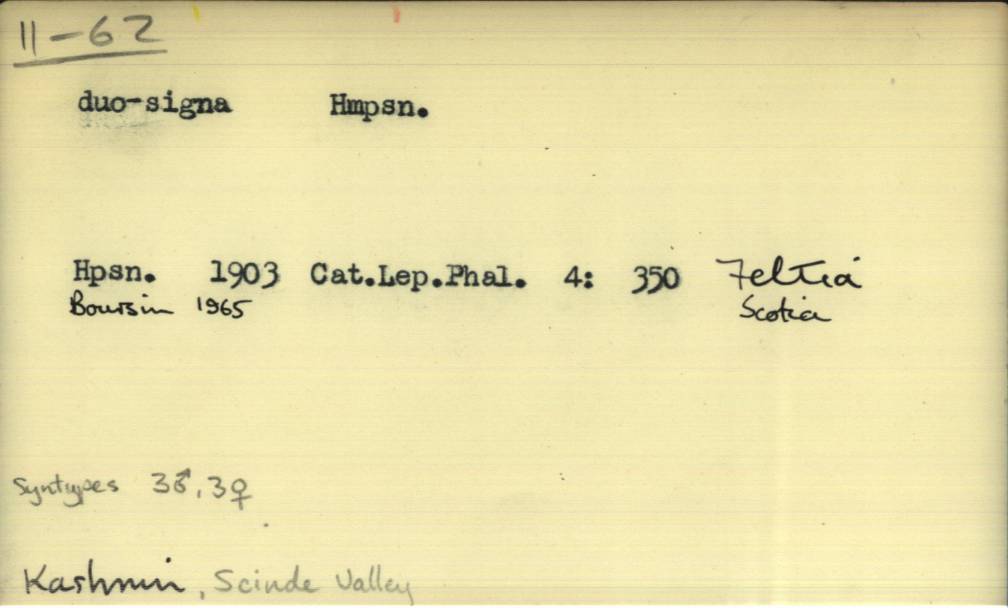 11-62
duo-signa Hmpsn.
Hpsn. 1903 Cat.Lep.Phal. 4: 350 Feltia
Boursin 1965 Scotia
Syntypes 3♂, 3♀
Kashmir, Scinde Valley